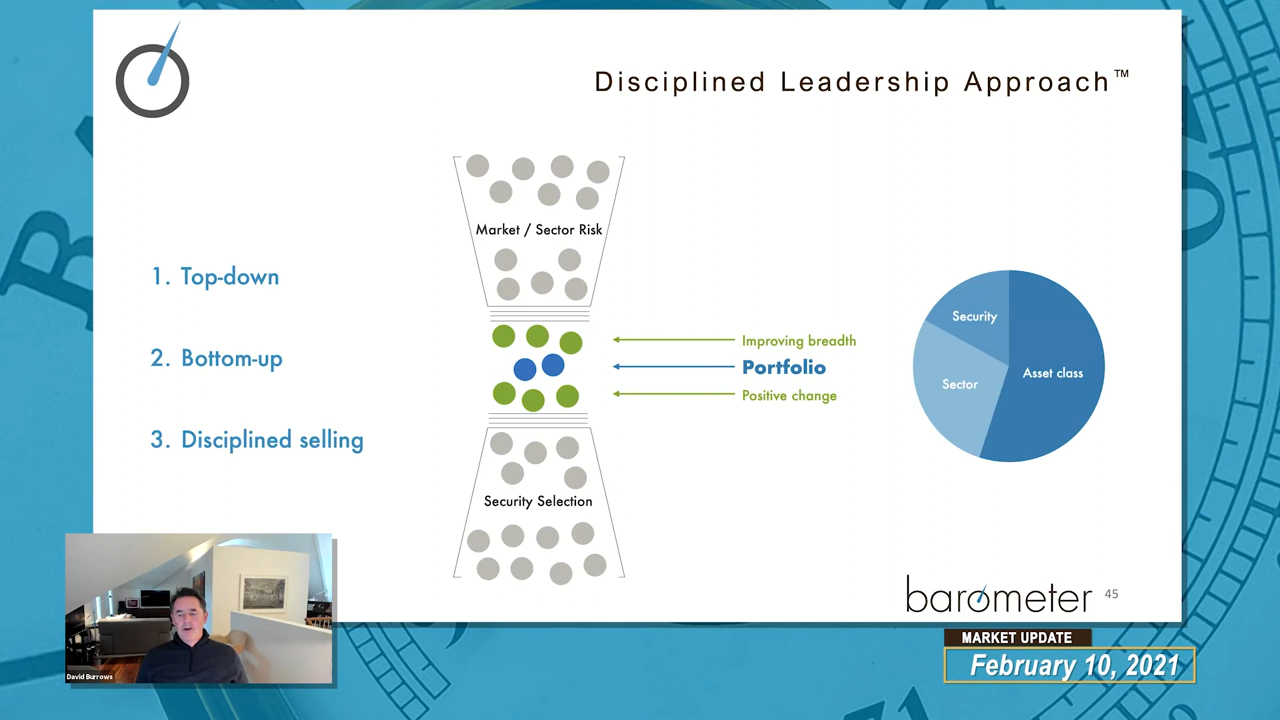 Disciplined Leadership Approach™
1. Top-down
2. Bottom-up
3. Disciplined selling
Market / Sector Risk
Improving breadth
Portfolio
Positive change
Security Selection
Security
Sector
Asset class
barometer
45
MARKET UPDATE
February 10, 2021
David Burrows